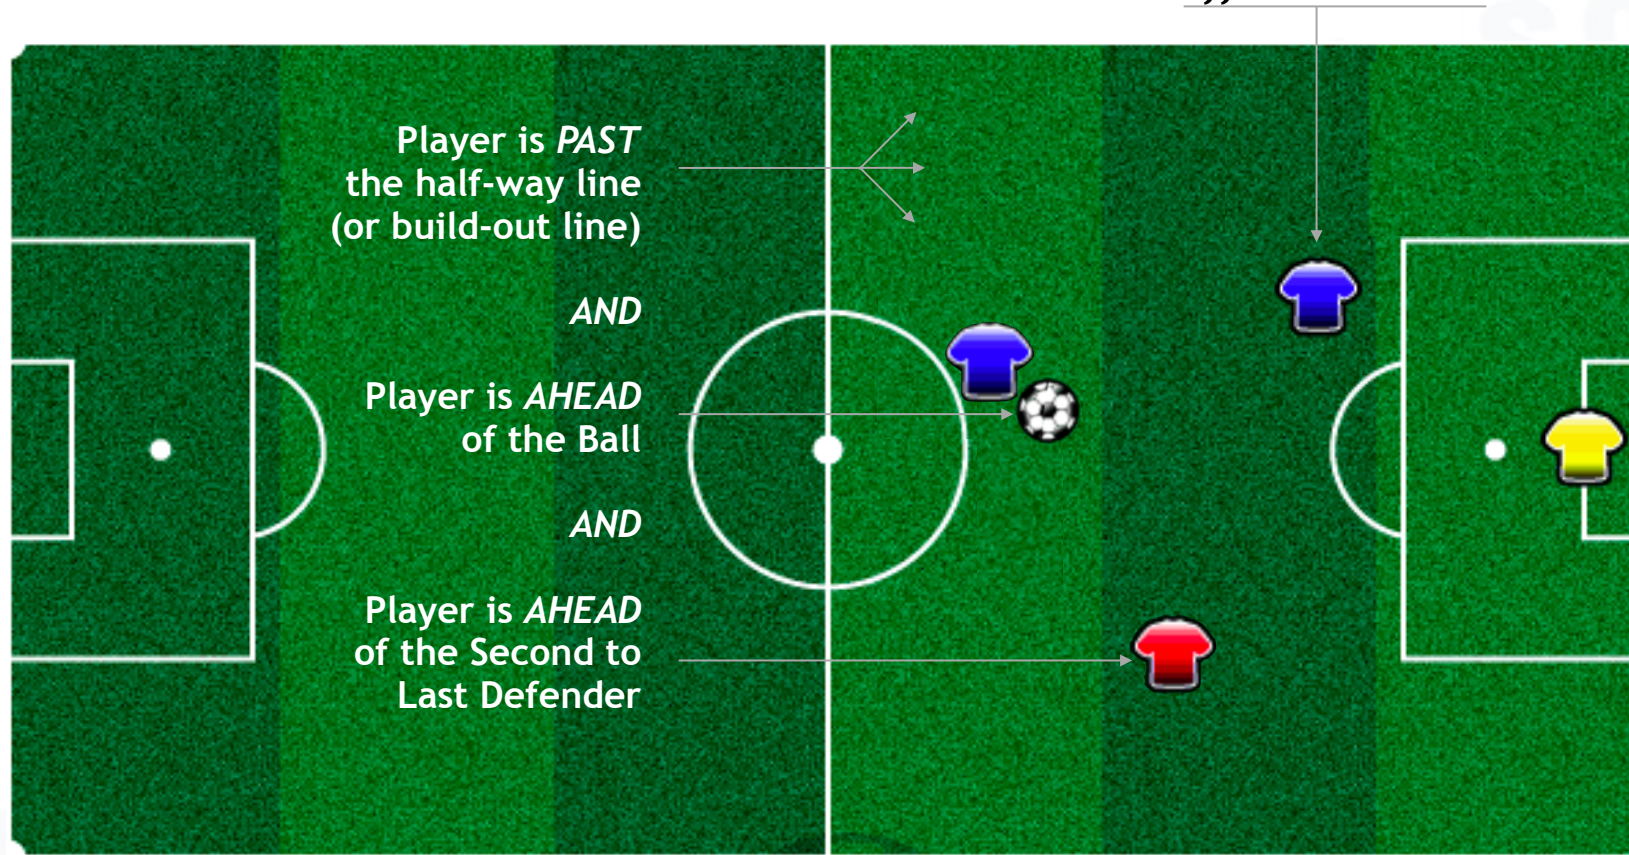 Player is PAST
the half-way line
(or build-out line)
AND
Player is AHEAD
of the Ball
AND
Player is AHEAD
of the Second to
Last Defender